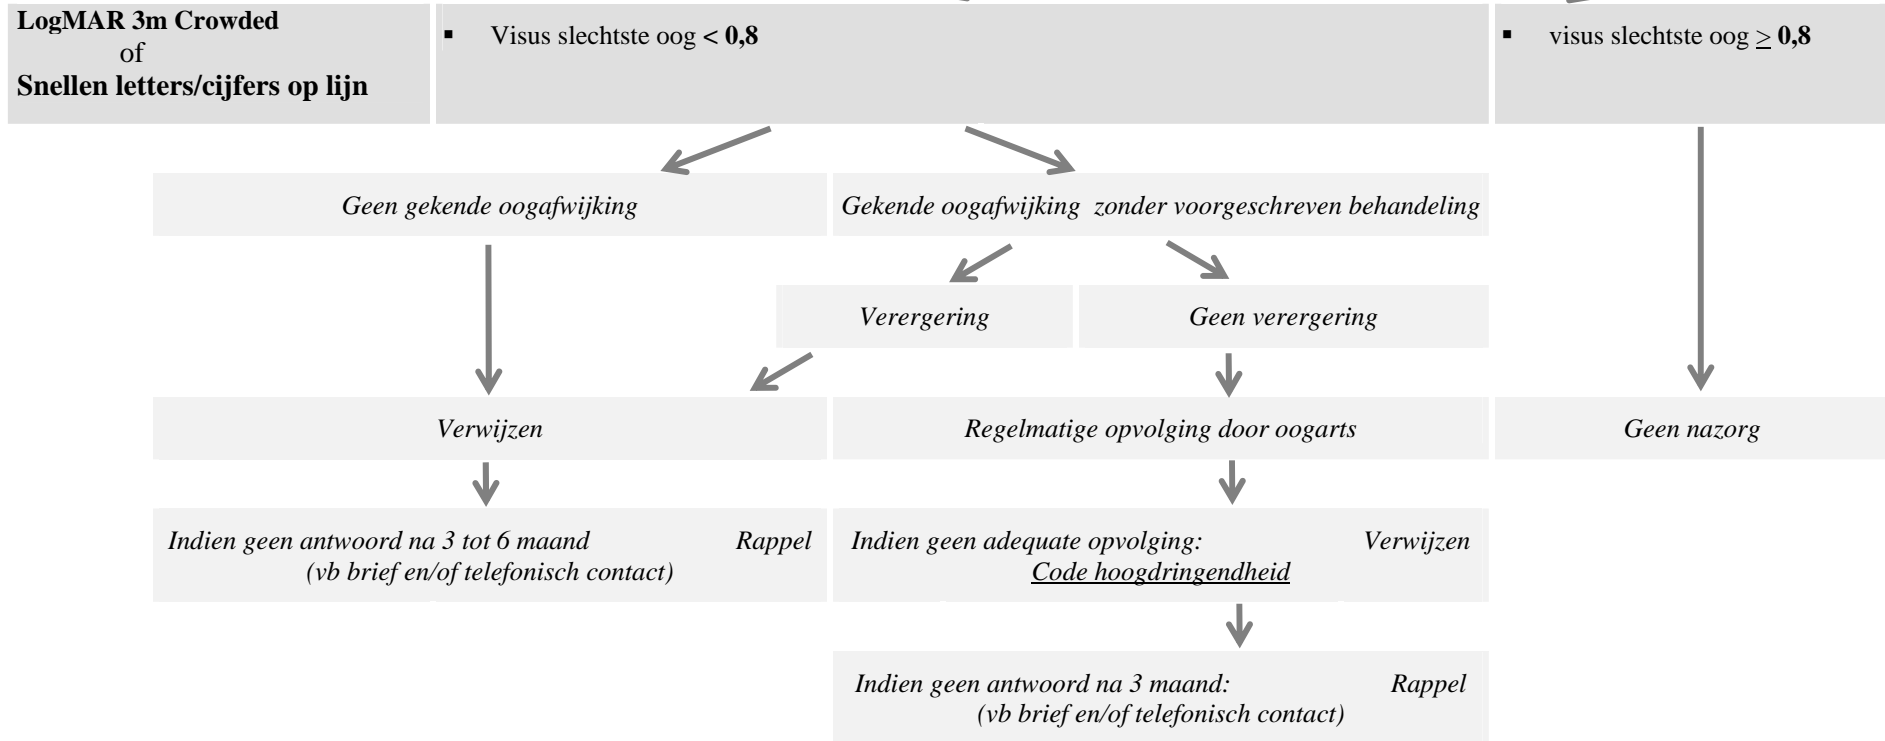 LogMAR 3m Crowded
of
Snellen letters/cijfers op lijn
▪ Visus slechtste oog < 0,8
▪ visus slechtste oog ≥ 0,8
Geen gekende oogafwijking
Gekende oogafwijking zonder voorgeschreven behandeling
Verergering
Geen verergering
Verwijzen
Regelmatige opvolging door oogarts
Geen nazorg
Indien geen antwoord na 3 tot 6 maand Rappel
(vb brief en/of telefonisch contact)
Indien geen adequate opvolging: Verwijzen
Code hoogdringendheid
Indien geen antwoord na 3 maand: Rappel
(vb brief en/of telefonisch contact)